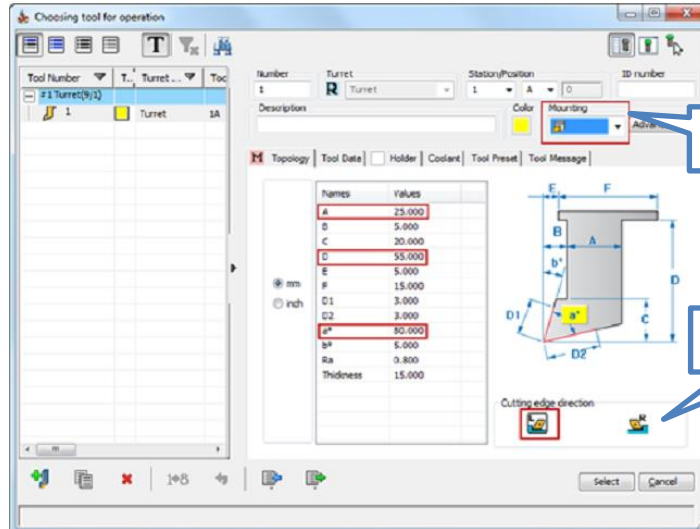 Choosing tool for operation
Tool Number T.. Turret ... Toc
#1 Turret(9/1)
1 Turret 1A
Number Turret Station/Position ID number
1 Turret 1 A 0
Description Color Mounting
Topology Tool Data Holder Coolant Tool Preset Tool Message
Names Values
A 25.000
B 5.000
C 20.000
D 55.000
E 5.000
F 15.000
D1 3.000
D2 3.000
a° 80.000
b° 5.000
Ra 0.800
Thickness 15.000
mm
inch
E F
B A
b°
D
D1 a° C
D2
Cutting edge direction
L R
Select Cancel